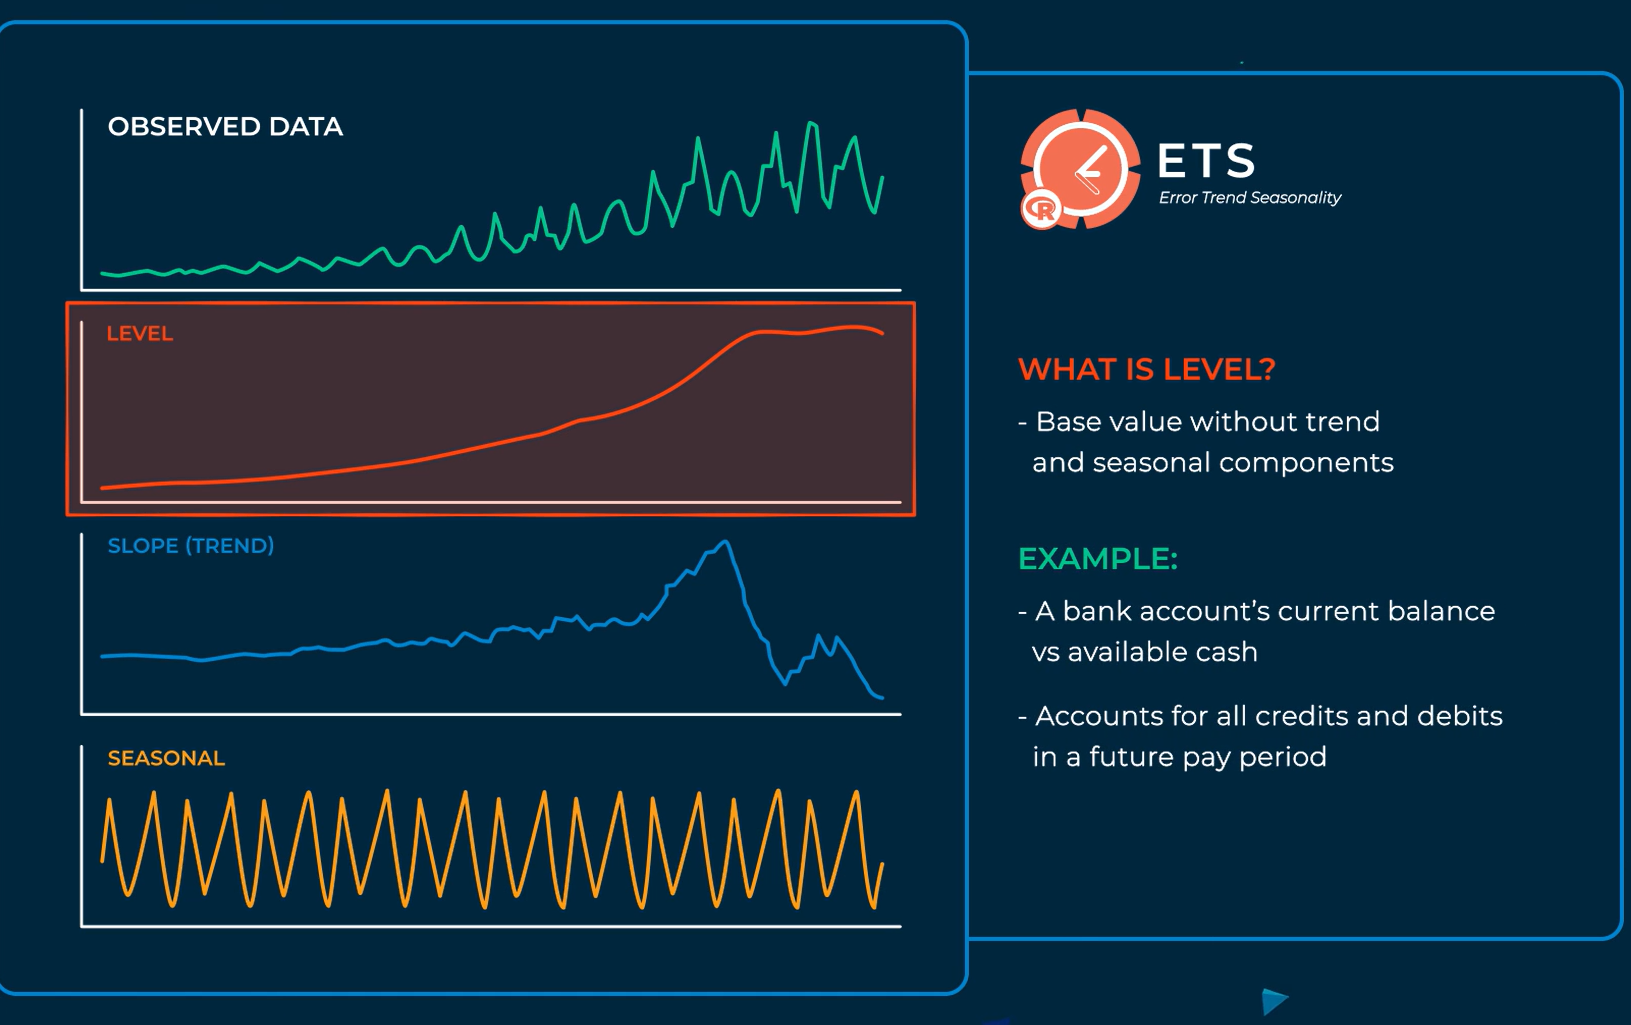 OBSERVED DATA
LEVEL
SLOPE (TREND)
SEASONAL
R
ETS
Error Trend Seasonality
WHAT IS LEVEL?
- Base value without trend
and seasonal components
EXAMPLE:
- A bank account’s current balance
vs available cash
- Accounts for all credits and debits
in a future pay period